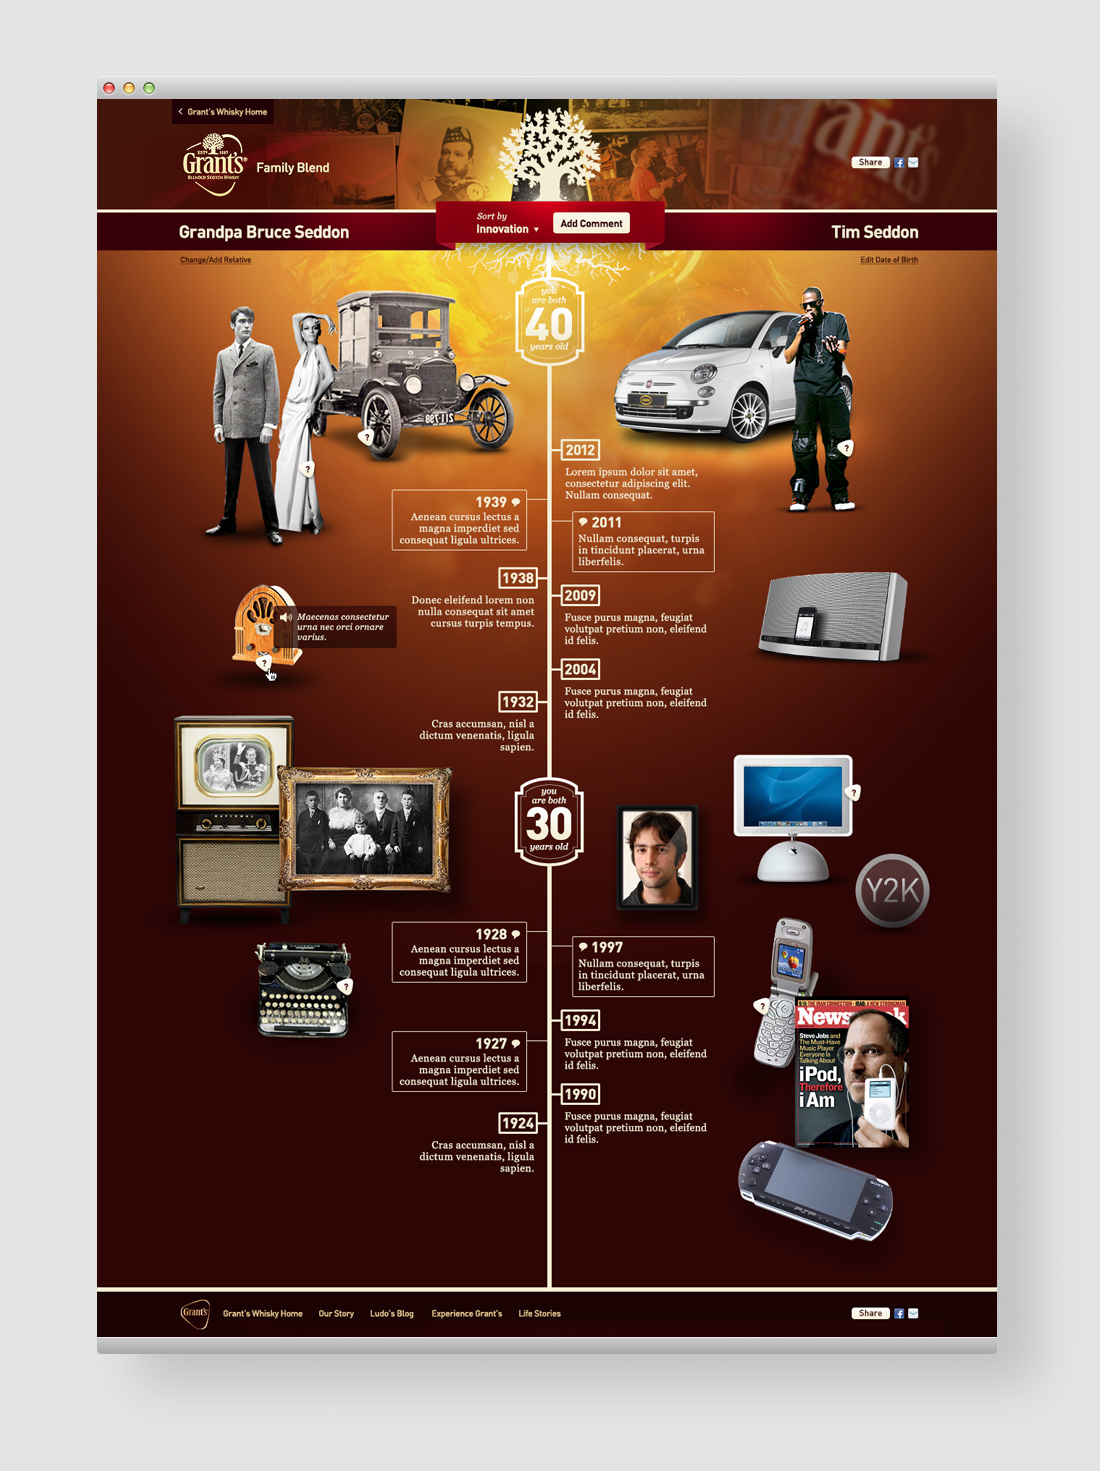 Grant's Whisky Home
ESTD 1887
Grant's®
BLENDED SCOTCH WHISKY
Family Blend
Share
Grandpa Bruce Seddon
Sort by
Innovation
Add Comment
Tim Seddon
Change/Add Relative
Edit Date of Birth
you
are both
40
years old
2012
Lorem ipsum dolor sit amet,
consectetur adipiscing elit.
Nullam consequat.
1939
Aenean cursus lectus a
magna imperdiet sed
consequat ligula ultrices.
2011
Nullam consequat, turpis
in tincidunt placerat, urna
liberfelis.
1938
Donec eleifend lorem non
nulla consequat sit amet
cursus turpis tempus.
2009
Fusce purus magna, feugiat
volutpat pretium non, eleifend
id felis.
Maecenas consectetur
urna nec orci ornare
varius.
?
?
?
?
2004
Fusce purus magna, feugiat
volutpat pretium non, eleifend
id felis.
1932
Cras accumsan, nisl a
dictum venenatis, ligula
sapien.
you
are both
30
years old
?
Y2K
1928
Aenean cursus lectus a
magna imperdiet sed
consequat ligula ultrices.
1997
Nullam consequat, turpis
in tincidunt placerat, urna
liberfelis.
?
?
1994
Fusce purus magna, feugiat
volutpat pretium non, eleifend
id felis.
1927
Aenean cursus lectus a
magna imperdiet sed
consequat ligula ultrices.
1990
Fusce purus magna, feugiat
volutpat pretium non, eleifend
id felis.
1924
Cras accumsan, nisl a
dictum venenatis, ligula
sapien.
Steve Jobs and
The Must-Have
Music Player
Everyone Is
Talking About
iPod,
Therefore
i Am
SONY
PSP
Grant's
Grant's Whisky Home
Our Story
Ludo's Blog
Experience Grant's
Life Stories
Share